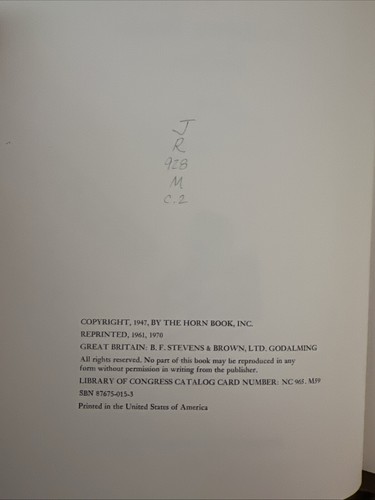 J
R
928
M
c.2
COPYRIGHT, 1947, BY THE HORN BOOK, INC.
REPRINTED, 1961, 1970
GREAT BRITAIN: B. F. STEVENS & BROWN, LTD. GODALMING
All rights reserved. No part of this book may be reproduced in any
form without permission in writing from the publisher.
LIBRARY OF CONGRESS CATALOG CARD NUMBER: NC 965. M59
SBN 87675-015-3
Printed in the United States of America